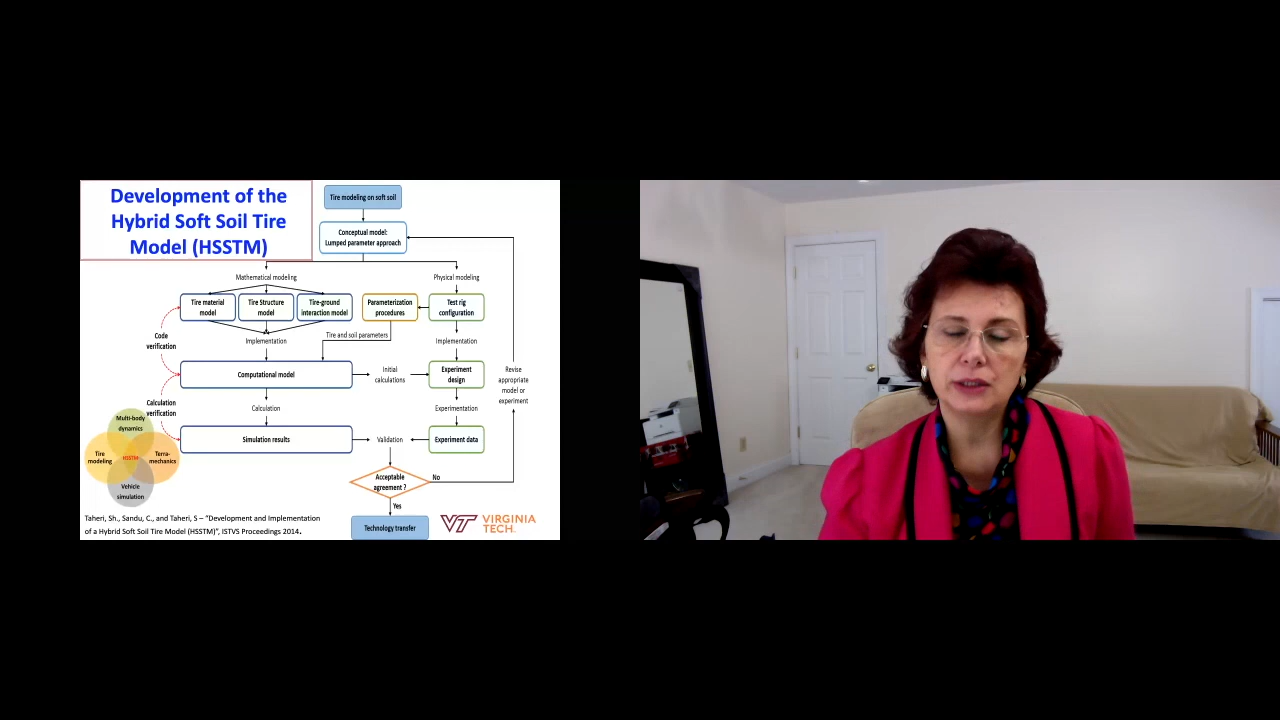 Development of the
Hybrid Soft Soil Tire
Model (HSSTM)
Tire modeling on soft soil
Conceptual model:
Lumped parameter approach
Mathematical modeling
Physical modeling
Tire material
model
Tire Structure
model
Tire-ground
interaction model
Parameterization
procedures
Test rig
configuration
Tire and soil parameters
Code
verification
Implementation
Implementation
Computational model
Initial
calculations
Experiment
design
Revise
appropriate
model or
experiment
Calculation
verification
Calculation
Experimentation
Simulation results
Validation
Experiment data
Multi-body
dynamics
Tire
modeling
HSSTM
Terra-
mechanics
Vehicle
simulation
Acceptable
agreement ?
No
Yes
Technology transfer
Taheri, Sh., Sandu, C., and Taheri, S – "Development and Implementation
of a Hybrid Soft Soil Tire Model (HSSTM)", ISTVS Proceedings 2014.
VT VIRGINIA
TECH.